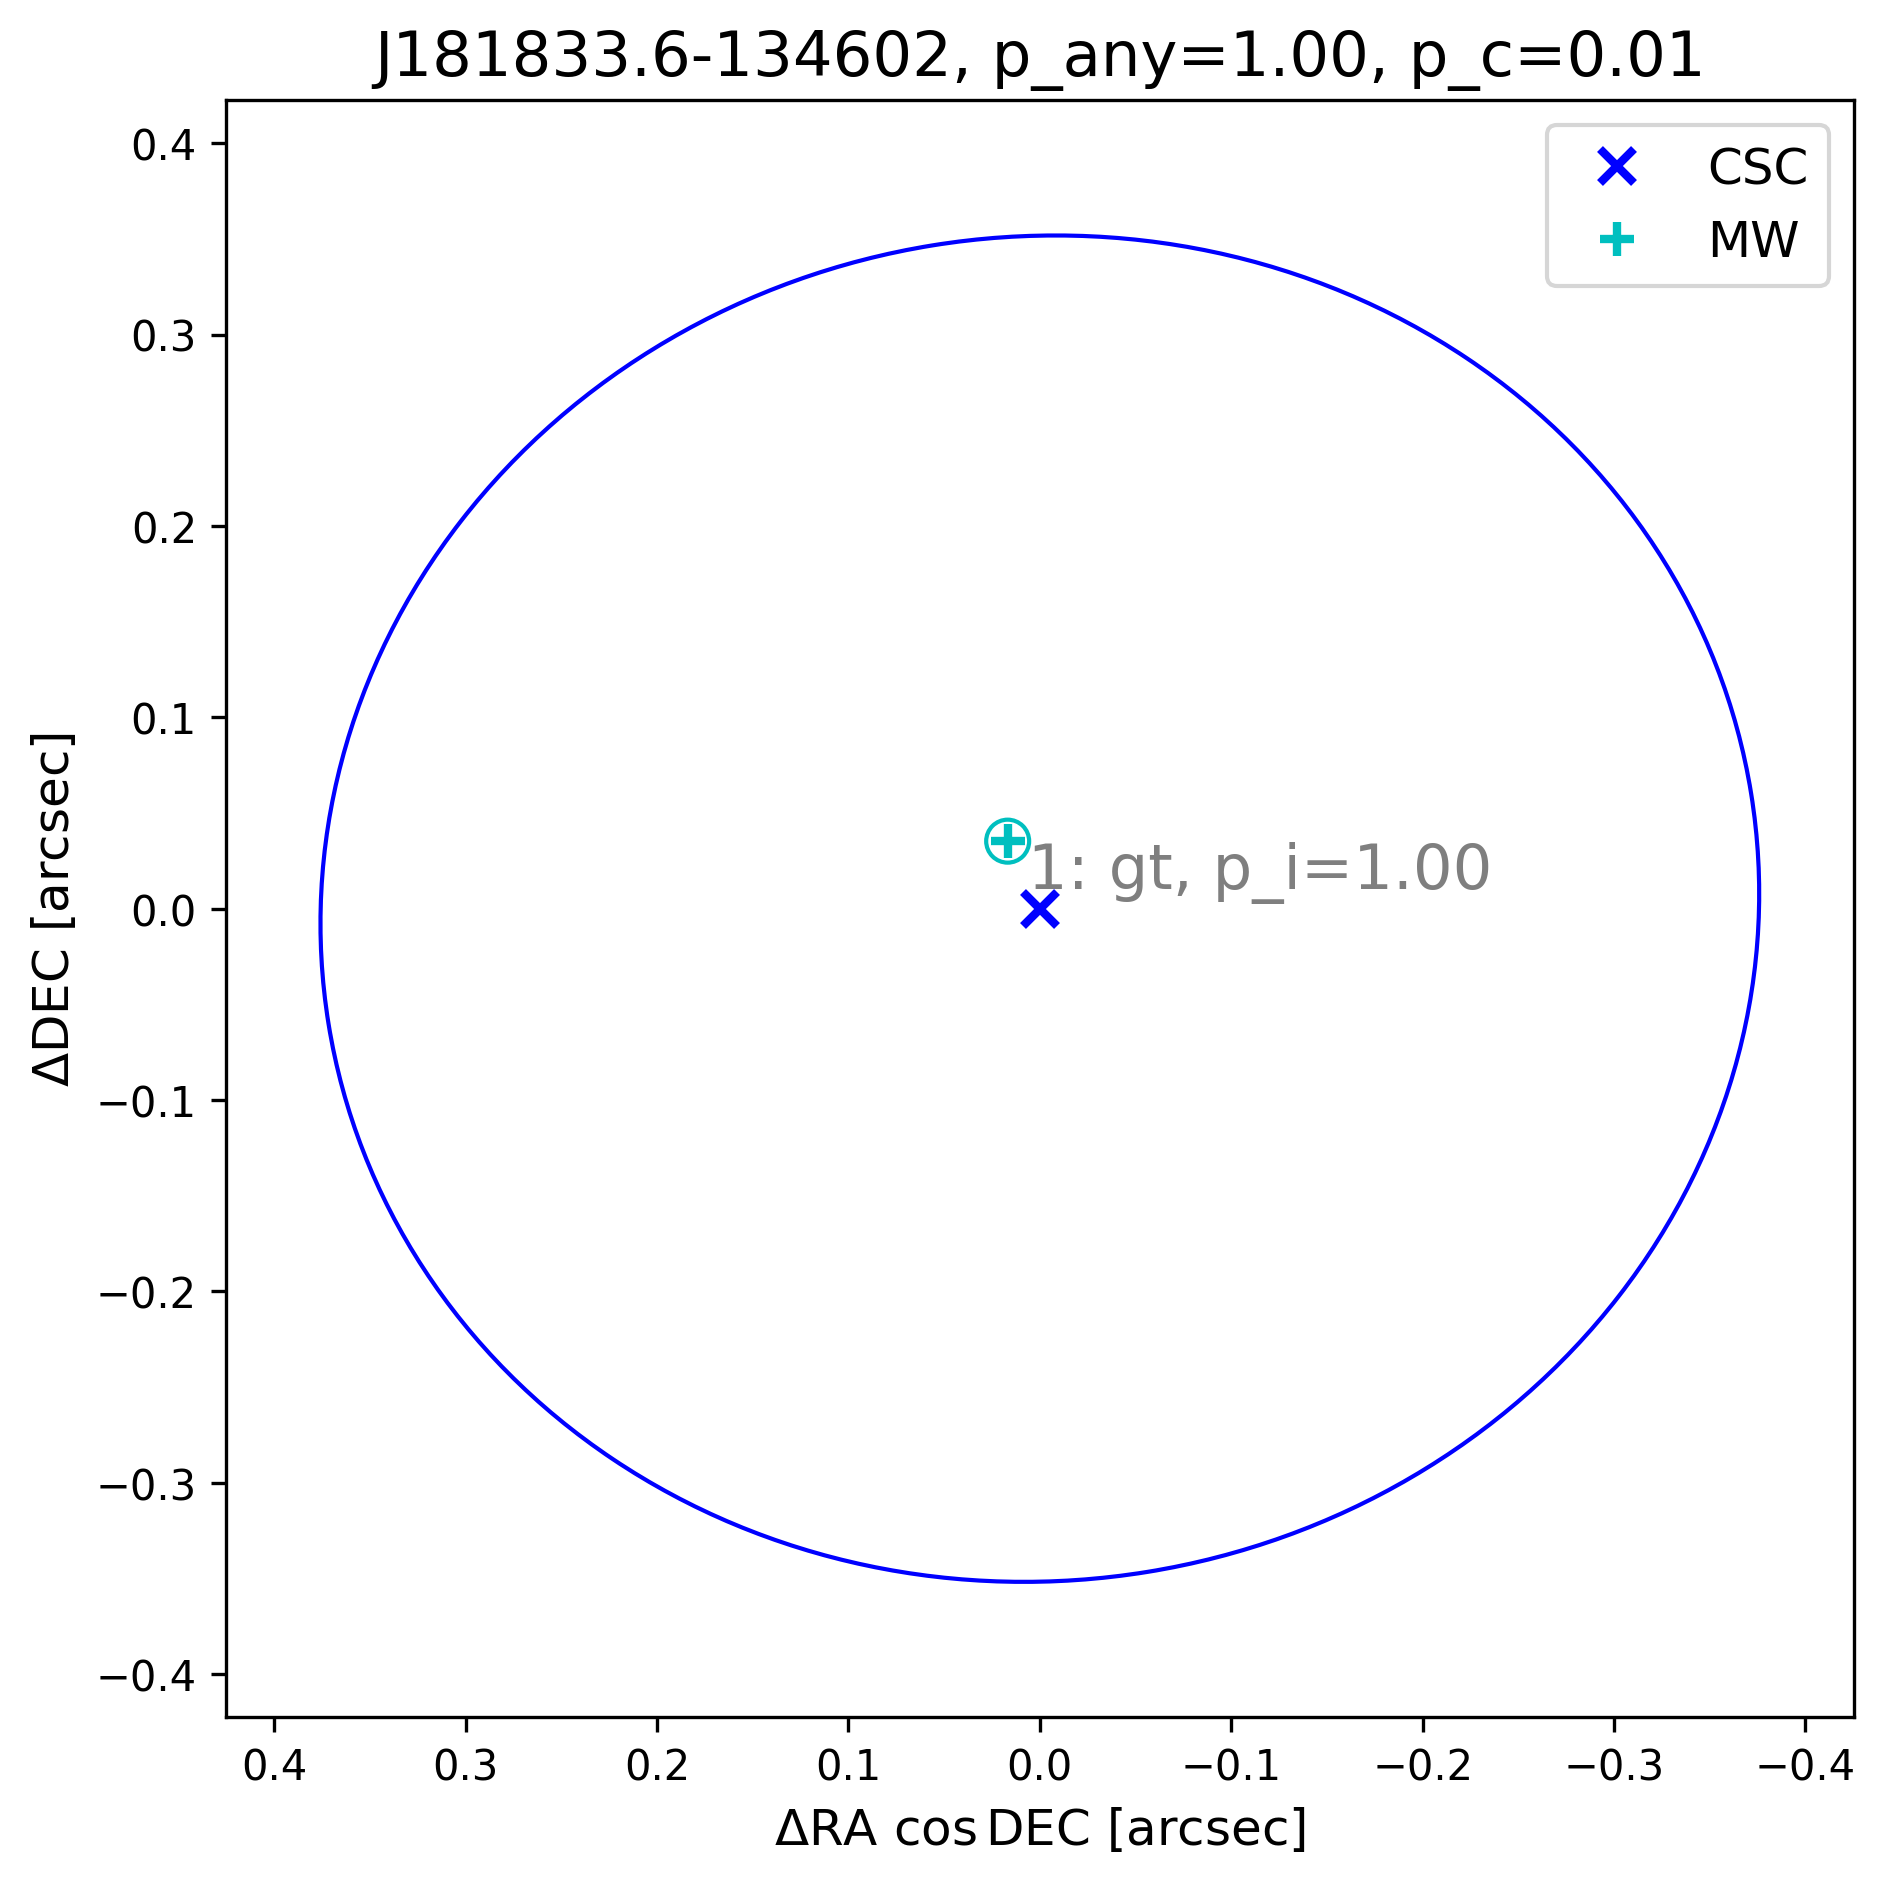 J181833.6-134602, p_any=1.00, p_c=0.01
CSC
MW
0.4
0.3
0.2
0.1
0.0
−0.1
−0.2
−0.3
−0.4
ΔDEC [arcsec]
1: gt, p_i=1.00
0.4 0.3 0.2 0.1 0.0 −0.1 −0.2 −0.3 −0.4
ΔRA cos DEC [arcsec]